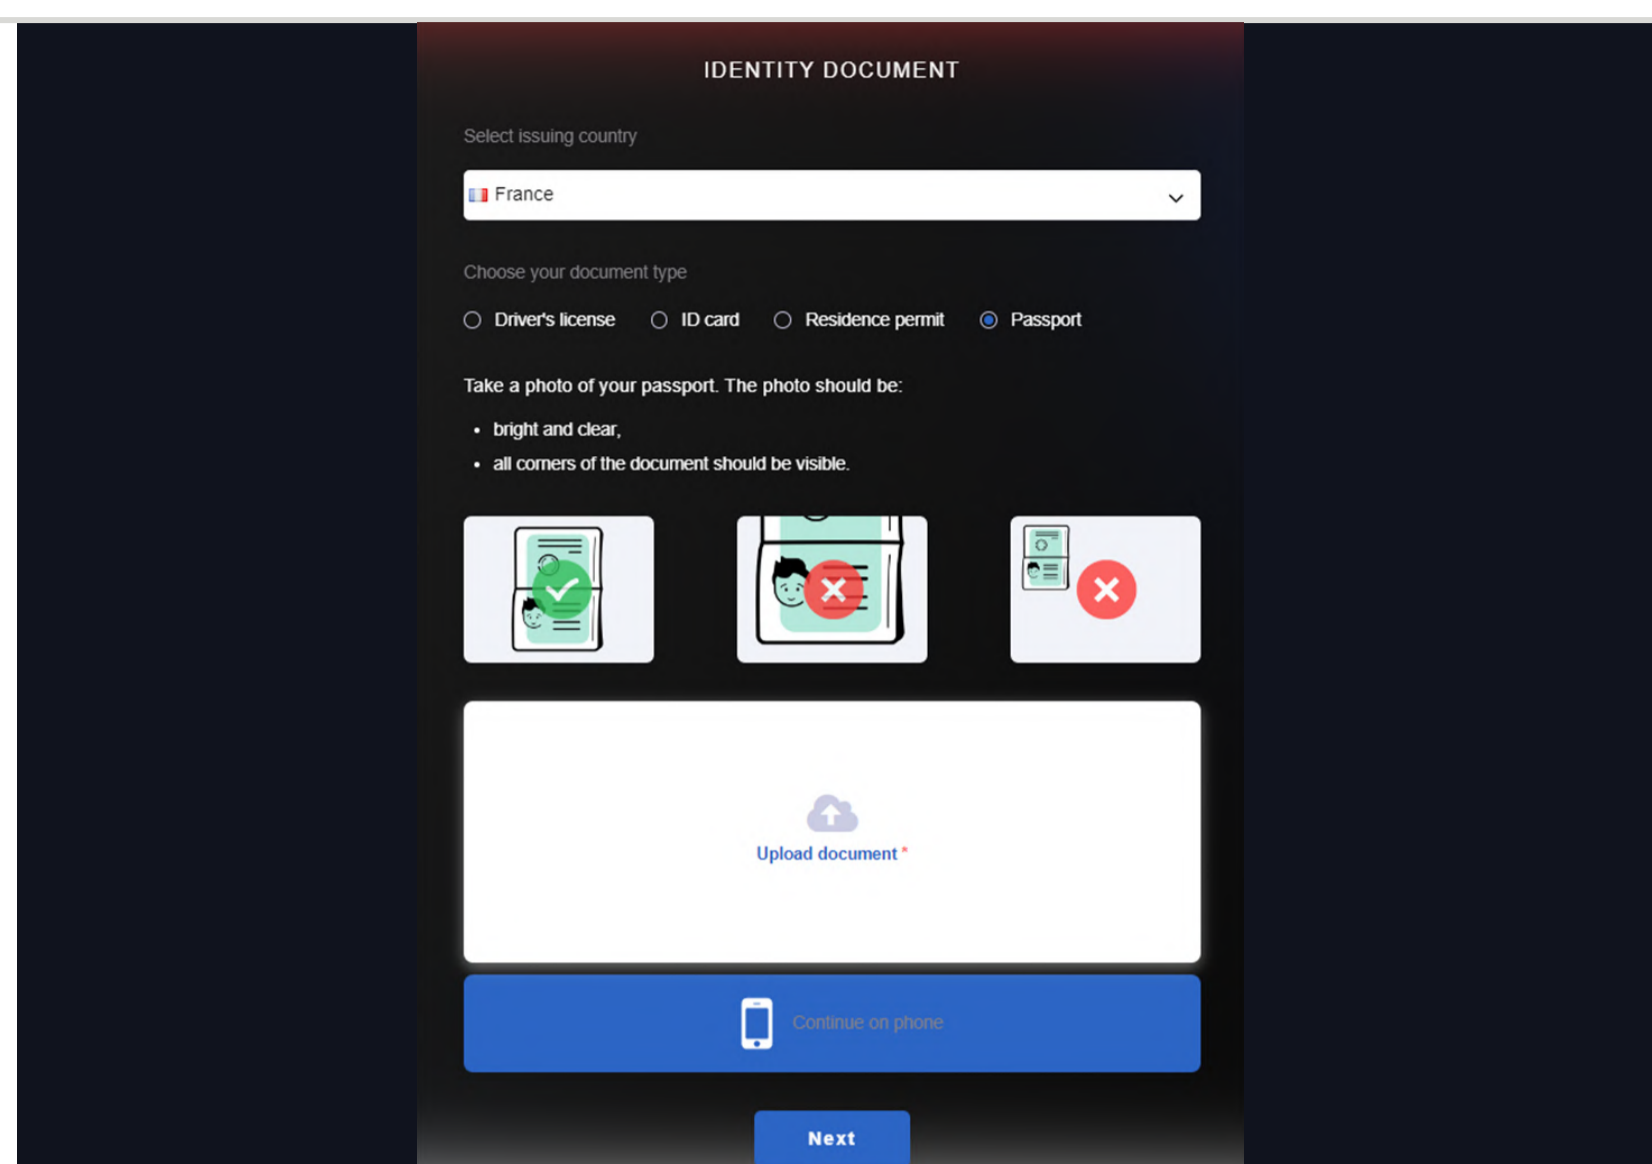 IDENTITY DOCUMENT
Select issuing country
France
Choose your document type
Driver's license ID card Residence permit Passport
Take a photo of your passport. The photo should be:
• bright and clear,
• all corners of the document should be visible.
Upload document *
Continue on phone
Next